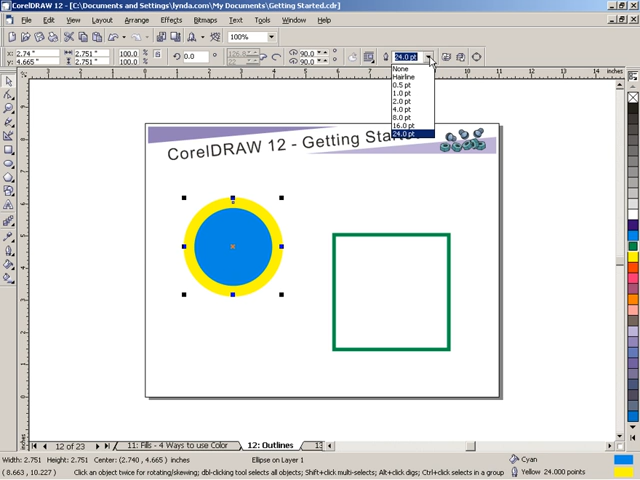 CorelDRAW 12 - [C:\Documents and Settings\lynda.com\My Documents\Getting Started.cdr]
File Edit View Layout Arrange Effects Bitmaps Text Tools Window Help
100%
x: 2.74 "
y: 4.665 "
2.751 "
2.751 "
0.0
90.0
90.0
24.0 pt
None
Hairline
0.5 pt
1.0 pt
2.0 pt
4.0 pt
8.0 pt
16.0 pt
24.0 pt
CorelDRAW 12 - Getting Starte
inches
12 of 23
11: Fills - 4 Ways to use Color
12: Outlines
13
Width: 2.751 Height: 2.751 Center: (2.740, 4.665) inches
Ellipse on Layer 1
Cyan
(8.663, 10.227)
Click an object twice for rotating/skewing; dbl-clicking tool selects all objects; Shift+click multi-selects; Alt+click digs; Ctrl+click selects in a group
Yellow 24.000 points